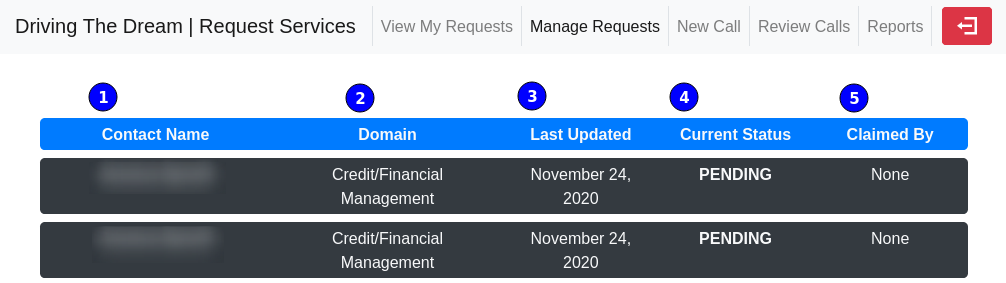 Driving The Dream | Request Services View My Requests Manage Requests New Call Review Calls Reports
1 2 3 4 5
Contact Name Domain Last Updated Current Status Claimed By
Credit/Financial November 24, PENDING None
Management 2020
Credit/Financial November 24, PENDING None
Management 2020